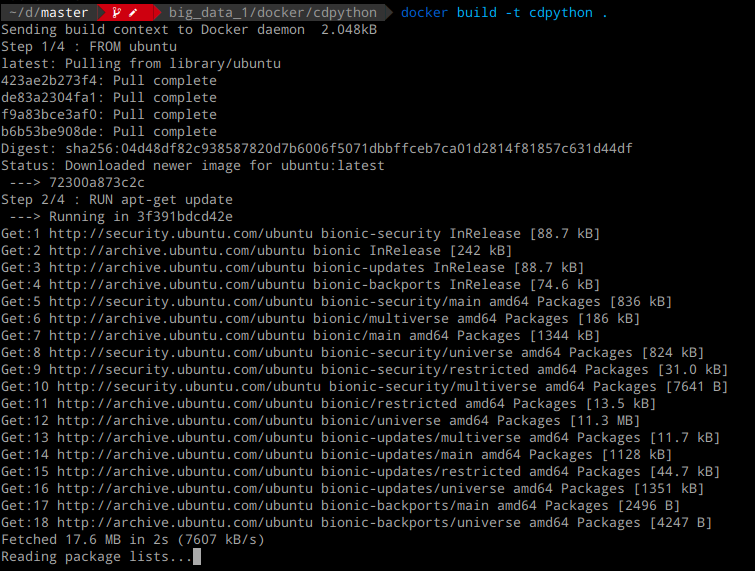 ~/d/master big_data_1/docker/cdpython docker build -t cdpython .
Sending build context to Docker daemon  2.048kB
Step 1/4 : FROM ubuntu
latest: Pulling from library/ubuntu
423ae2b273f4: Pull complete
de83a2304fa1: Pull complete
f9a83bce3af0: Pull complete
b6b53be908de: Pull complete
Digest: sha256:04d48df82c938587820d7b6006f5071dbbffceb7ca01d2814f81857c631d44df
Status: Downloaded newer image for ubuntu:latest
 ---> 72300a873c2c
Step 2/4 : RUN apt-get update
 ---> Running in 3f391bdcd42e
Get:1 http://security.ubuntu.com/ubuntu bionic-security InRelease [88.7 kB]
Get:2 http://archive.ubuntu.com/ubuntu bionic InRelease [242 kB]
Get:3 http://archive.ubuntu.com/ubuntu bionic-updates InRelease [88.7 kB]
Get:4 http://archive.ubuntu.com/ubuntu bionic-backports InRelease [74.6 kB]
Get:5 http://security.ubuntu.com/ubuntu bionic-security/main amd64 Packages [836 kB]
Get:6 http://archive.ubuntu.com/ubuntu bionic/multiverse amd64 Packages [186 kB]
Get:7 http://archive.ubuntu.com/ubuntu bionic/main amd64 Packages [1344 kB]
Get:8 http://security.ubuntu.com/ubuntu bionic-security/universe amd64 Packages [824 kB]
Get:9 http://security.ubuntu.com/ubuntu bionic-security/restricted amd64 Packages [31.0 kB]
Get:10 http://security.ubuntu.com/ubuntu bionic-security/multiverse amd64 Packages [7641 B]
Get:11 http://archive.ubuntu.com/ubuntu bionic/restricted amd64 Packages [13.5 kB]
Get:12 http://archive.ubuntu.com/ubuntu bionic/universe amd64 Packages [11.3 MB]
Get:13 http://archive.ubuntu.com/ubuntu bionic-updates/multiverse amd64 Packages [11.7 kB]
Get:14 http://archive.ubuntu.com/ubuntu bionic-updates/main amd64 Packages [1128 kB]
Get:15 http://archive.ubuntu.com/ubuntu bionic-updates/restricted amd64 Packages [44.7 kB]
Get:16 http://archive.ubuntu.com/ubuntu bionic-updates/universe amd64 Packages [1351 kB]
Get:17 http://archive.ubuntu.com/ubuntu bionic-backports/main amd64 Packages [2496 B]
Get:18 http://archive.ubuntu.com/ubuntu bionic-backports/universe amd64 Packages [4247 B]
Fetched 17.6 MB in 2s (7607 kB/s)
Reading package lists...